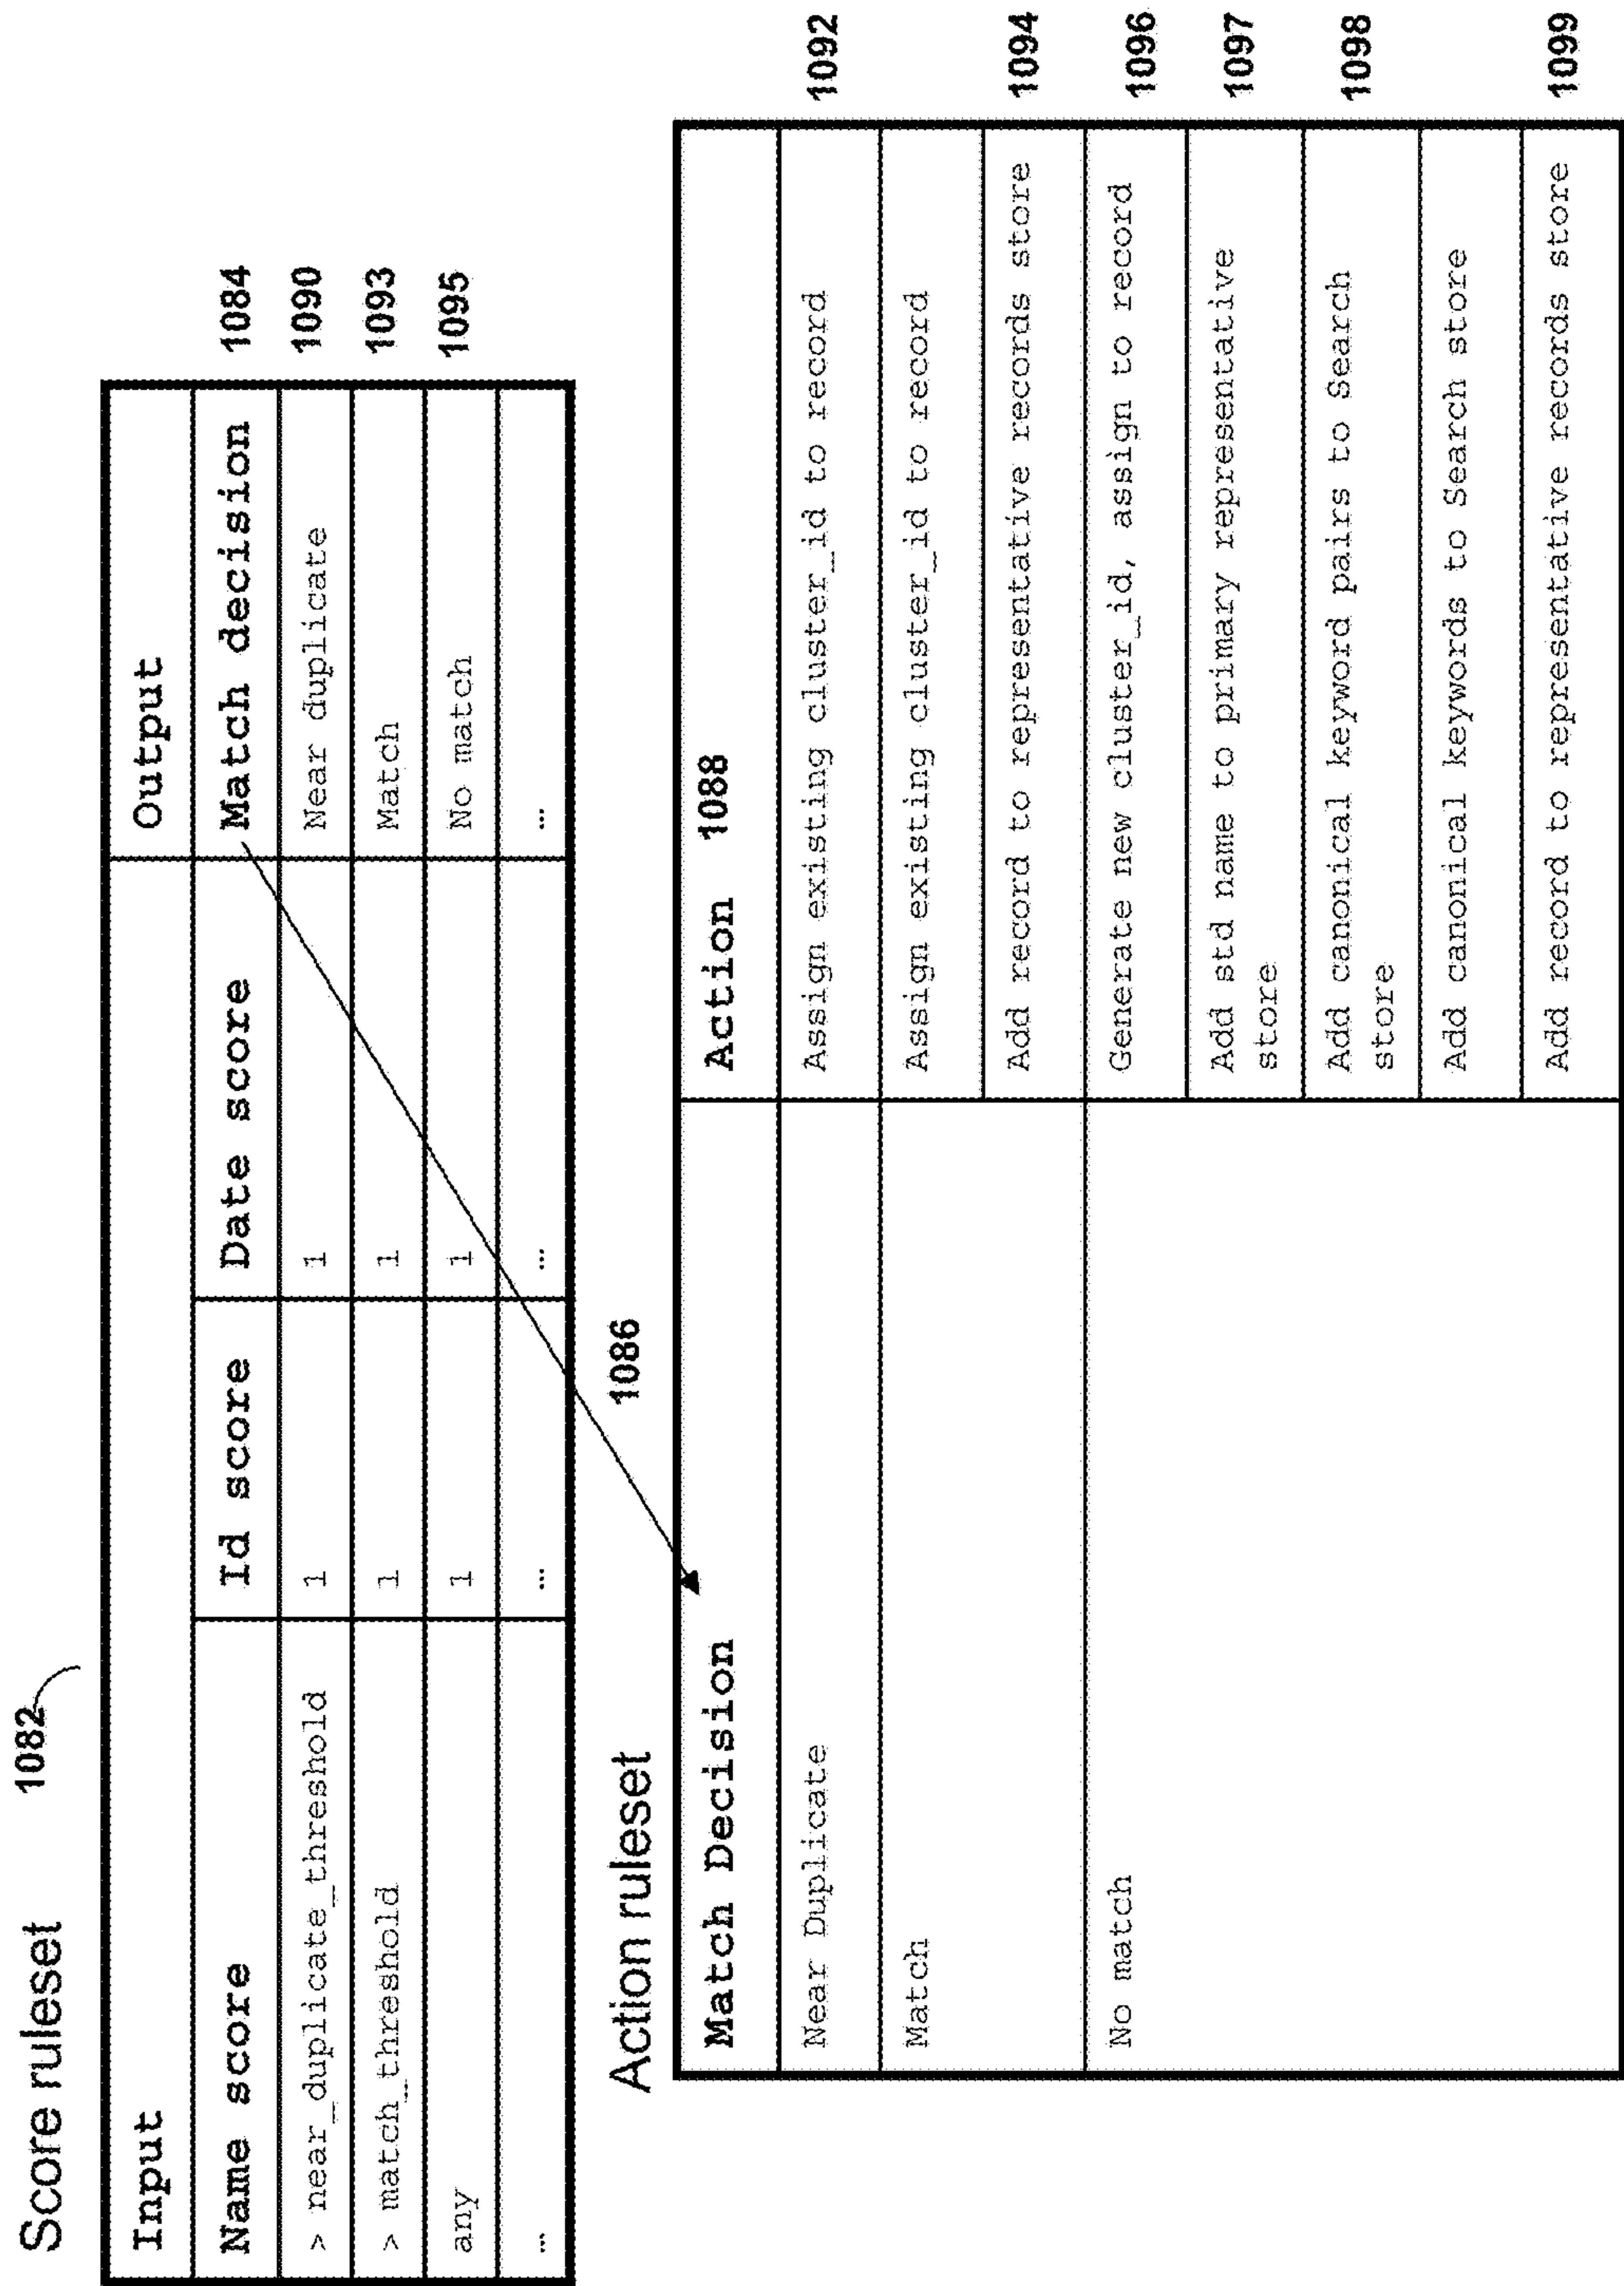 Score ruleset 1082
Input Output
Name score Id score Date score Match decision 1084
> near_duplicate_threshold 1 1 Near duplicate 1090
> match_threshold 1 1 Match 1093
any 1 1 No match 1095
... ... ... ...
1086
Action ruleset
Match Decision Action 1088
Near Duplicate Assign existing cluster_id to record 1092
Match Assign existing cluster_id to record
Add record to representative records store 1094
No match Generate new cluster_id, assign to record 1096
Add std name to primary representative 1097
store
Add canonical keyword pairs to Search 1098
store
Add canonical keywords to Search store
Add record to representative records store 1099